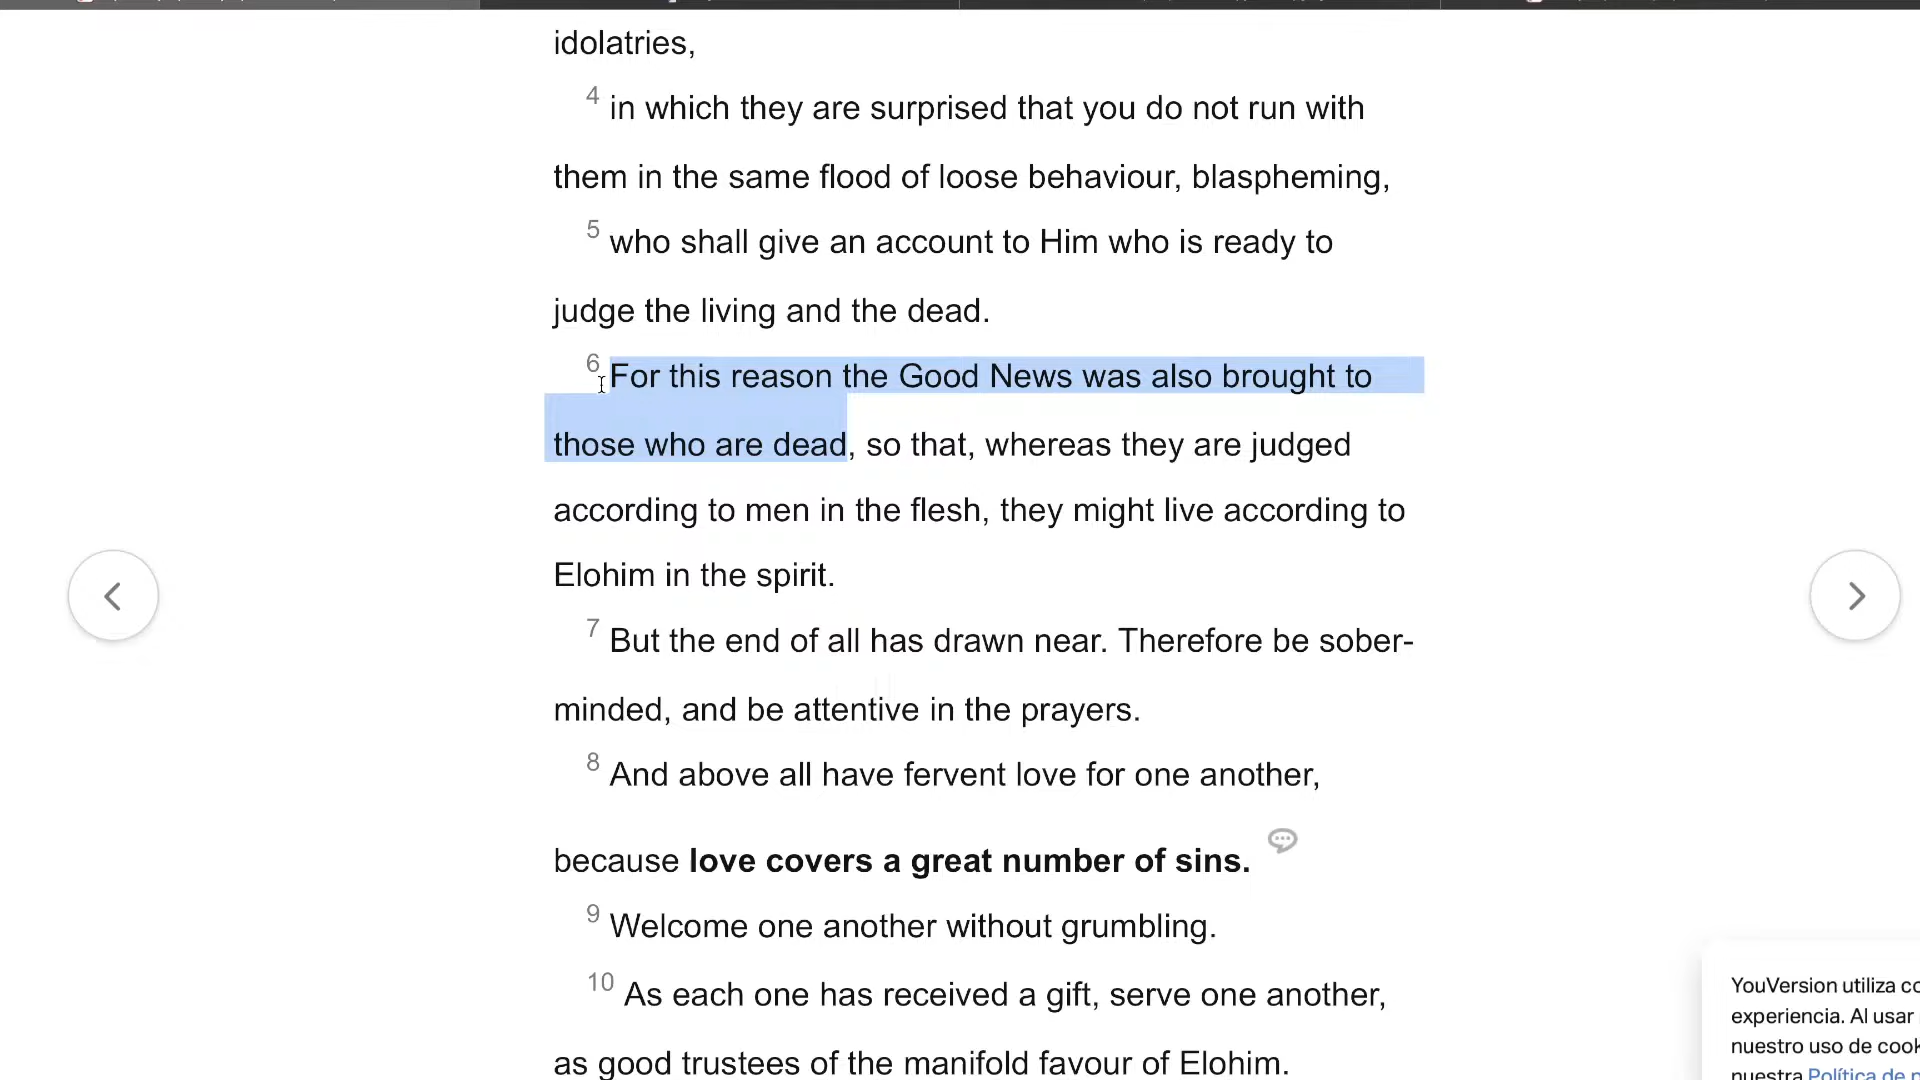 idolatries,
4 in which they are surprised that you do not run with
them in the same flood of loose behaviour, blaspheming,
5 who shall give an account to Him who is ready to
judge the living and the dead.
6 For this reason the Good News was also brought to
those who are dead, so that, whereas they are judged
according to men in the flesh, they might live according to
Elohim in the spirit.
7 But the end of all has drawn near. Therefore be sober-
minded, and be attentive in the prayers.
8 And above all have fervent love for one another,
because love covers a great number of sins.
9 Welcome one another without grumbling.
10 As each one has received a gift, serve one another,
as good trustees of the manifold favour of Elohim.
YouVersion utiliza
experiencia. Al usar
nuestro uso de
nuestra Política de